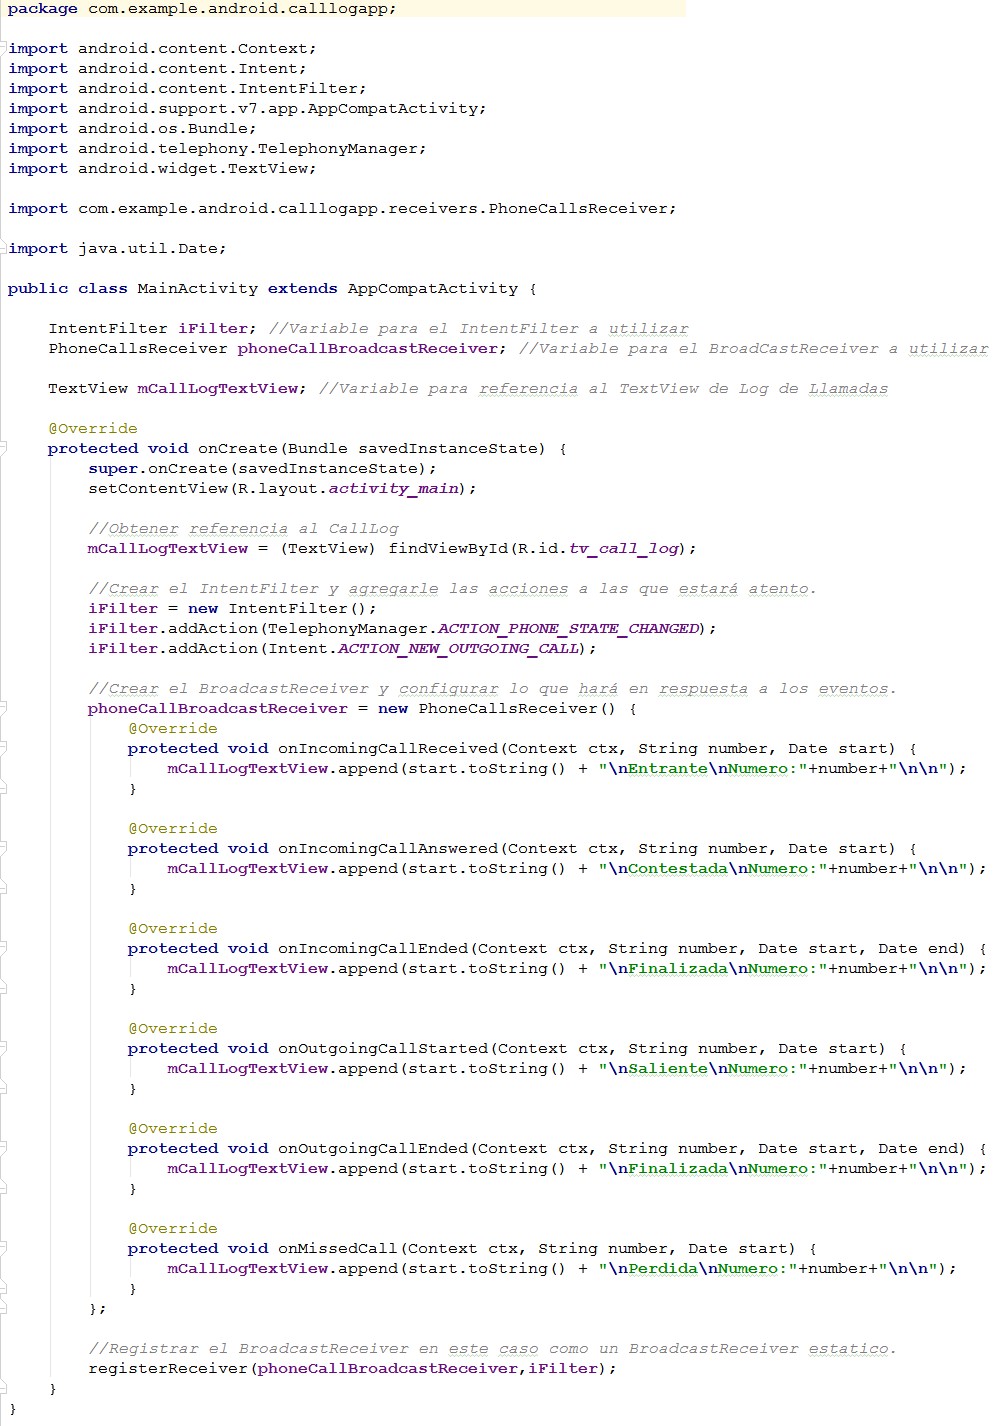 package com.example.android.calllogapp;

import android.content.Context;
import android.content.Intent;
import android.content.IntentFilter;
import android.support.v7.app.AppCompatActivity;
import android.os.Bundle;
import android.telephony.TelephonyManager;
import android.widget.TextView;

import com.example.android.calllogapp.receivers.PhoneCallsReceiver;

import java.util.Date;

public class MainActivity extends AppCompatActivity {

    IntentFilter iFilter; //Variable para el IntentFilter a utilizar
    PhoneCallsReceiver phoneCallBroadcastReceiver; //Variable para el BroadCastReceiver a utilizar

    TextView mCallLogTextView; //Variable para referencia al TextView de Log de Llamadas

    @Override
    protected void onCreate(Bundle savedInstanceState) {
        super.onCreate(savedInstanceState);
        setContentView(R.layout.activity_main);

        //Obtener referencia al CallLog
        mCallLogTextView = (TextView) findViewById(R.id.tv_call_log);

        //Crear el IntentFilter y agregarle las acciones a las que estará atento.
        iFilter = new IntentFilter();
        iFilter.addAction(TelephonyManager.ACTION_PHONE_STATE_CHANGED);
        iFilter.addAction(Intent.ACTION_NEW_OUTGOING_CALL);

        //Crear el BroadcastReceiver y configurar lo que hará en respuesta a los eventos.
        phoneCallBroadcastReceiver = new PhoneCallsReceiver() {
            @Override
            protected void onIncomingCallReceived(Context ctx, String number, Date start) {
                mCallLogTextView.append(start.toString() + "\nEntrante\nNumero:"+number+"\n\n");
            }

            @Override
            protected void onIncomingCallAnswered(Context ctx, String number, Date start) {
                mCallLogTextView.append(start.toString() + "\nContestada\nNumero:"+number+"\n\n");
            }

            @Override
            protected void onIncomingCallEnded(Context ctx, String number, Date start, Date end) {
                mCallLogTextView.append(start.toString() + "\nFinalizada\nNumero:"+number+"\n\n");
            }

            @Override
            protected void onOutgoingCallStarted(Context ctx, String number, Date start) {
                mCallLogTextView.append(start.toString() + "\nSaliente\nNumero:"+number+"\n\n");
            }

            @Override
            protected void onOutgoingCallEnded(Context ctx, String number, Date start, Date end) {
                mCallLogTextView.append(start.toString() + "\nFinalizada\nNumero:"+number+"\n\n");
            }

            @Override
            protected void onMissedCall(Context ctx, String number, Date start) {
                mCallLogTextView.append(start.toString() + "\nPerdida\nNumero:"+number+"\n\n");
            }
        };

        //Registrar el BroadcastReceiver en este caso como un BroadcastReceiver estatico.
        registerReceiver(phoneCallBroadcastReceiver,iFilter);
    }
}